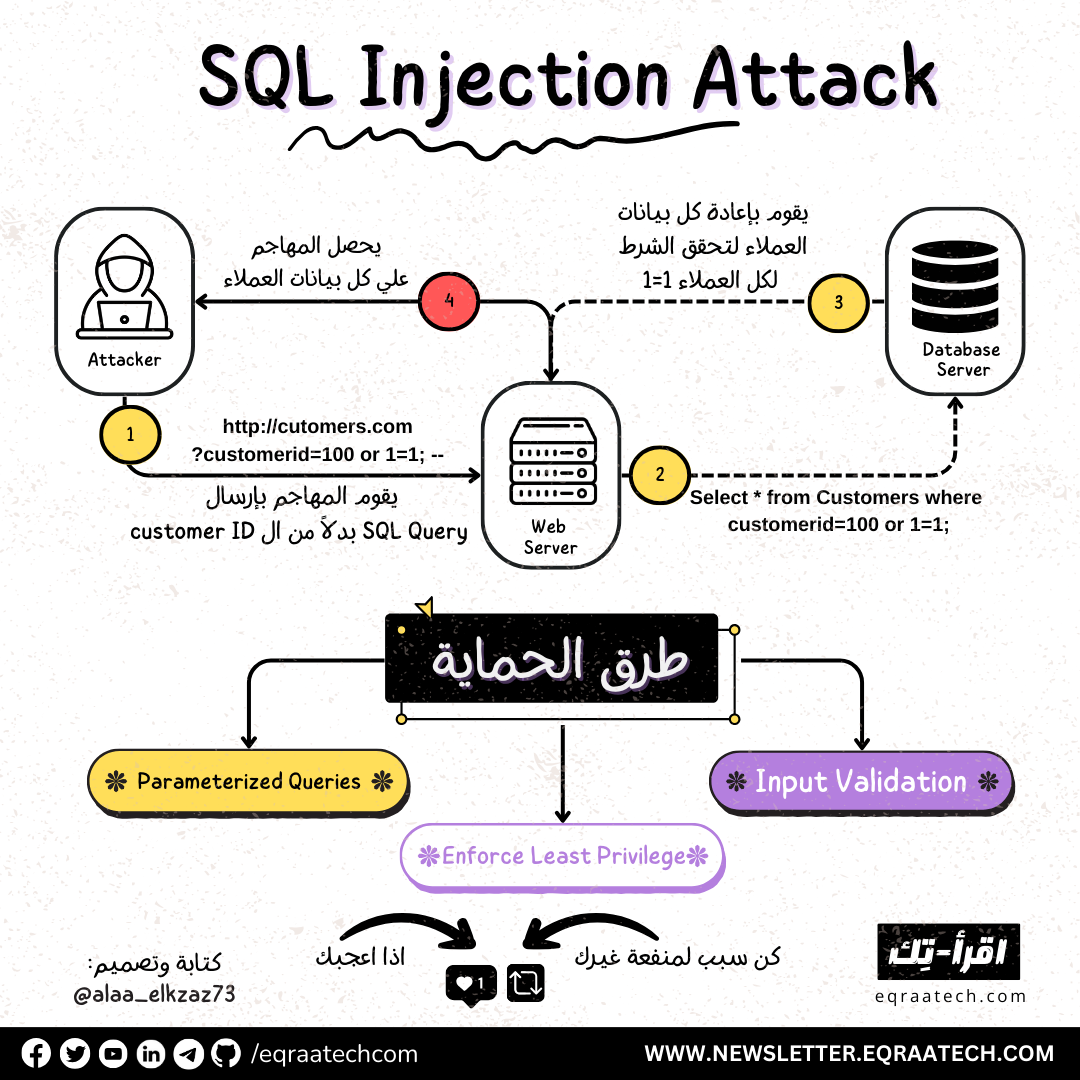 SQL Injection Attack
يقوم بإعادة كل بيانات
العملاء لتحقق الشرط
لكل العملاء 1=1
يحصل المهاجم
علي كل بيانات العملاء
4
3
Attacker
Database
Server
1
http://cutomers.com
?customerid=100 or 1=1; --
يقوم المهاجم بإرسال
SQL Query بدلاً من ال customer ID
Web
Server
2
Select * from Customers where
customerid=100 or 1=1;
طرق الحماية
Parameterized Queries
Input Validation
Enforce Least Privilege
اذا اعجبك
كن سبب لمنفعة غيرك
1
كتابة وتصميم:
@alaa_elkzaz73
اقرأ-تِك
eqraatech.com
/eqraatechcom
WWW.NEWSLETTER.EQRAATECH.COM